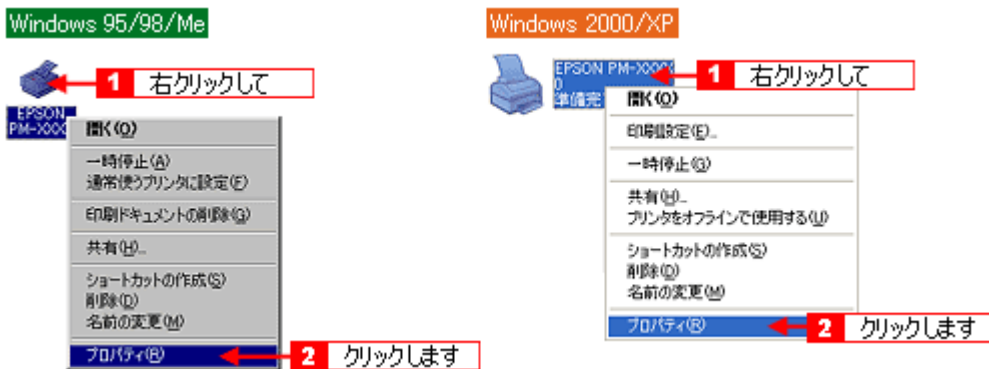 Windows 95/98/Me
1 右クリックして
EPSON
PM-XXX
開く(O)
一時停止(A)
通常使うプリンタに設定(F)
印刷ドキュメントの削除(G)
共有(H)...
ショートカットの作成(S)
削除(D)
名前の変更(M)
プロパティ(R)
2 クリックします
Windows 2000/XP
EPSON PM-XXXX
0
準備完
1 右クリックして
開く(O)
印刷設定(E)...
一時停止(G)
共有(H)...
プリンタをオフラインで使用する(U)
ショートカットの作成(S)
削除(D)
名前の変更(M)
プロパティ(R)
2 クリックします